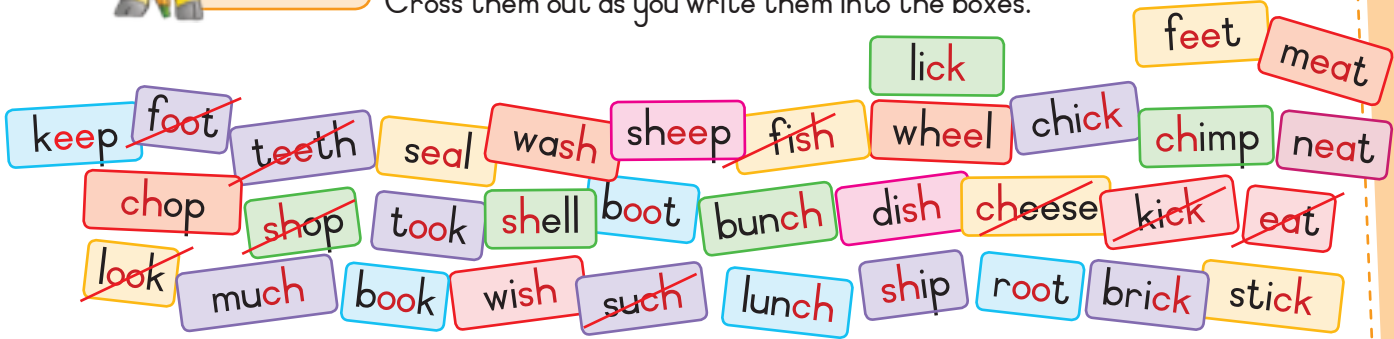 Cross them out as you write them into the boxes.
feet
lick
meat
keep foot teeth seal wash sheep fish wheel chick chimp neat
chop shop took shell boot bunch dish cheese kick eat
look much book wish such lunch ship root brick stick